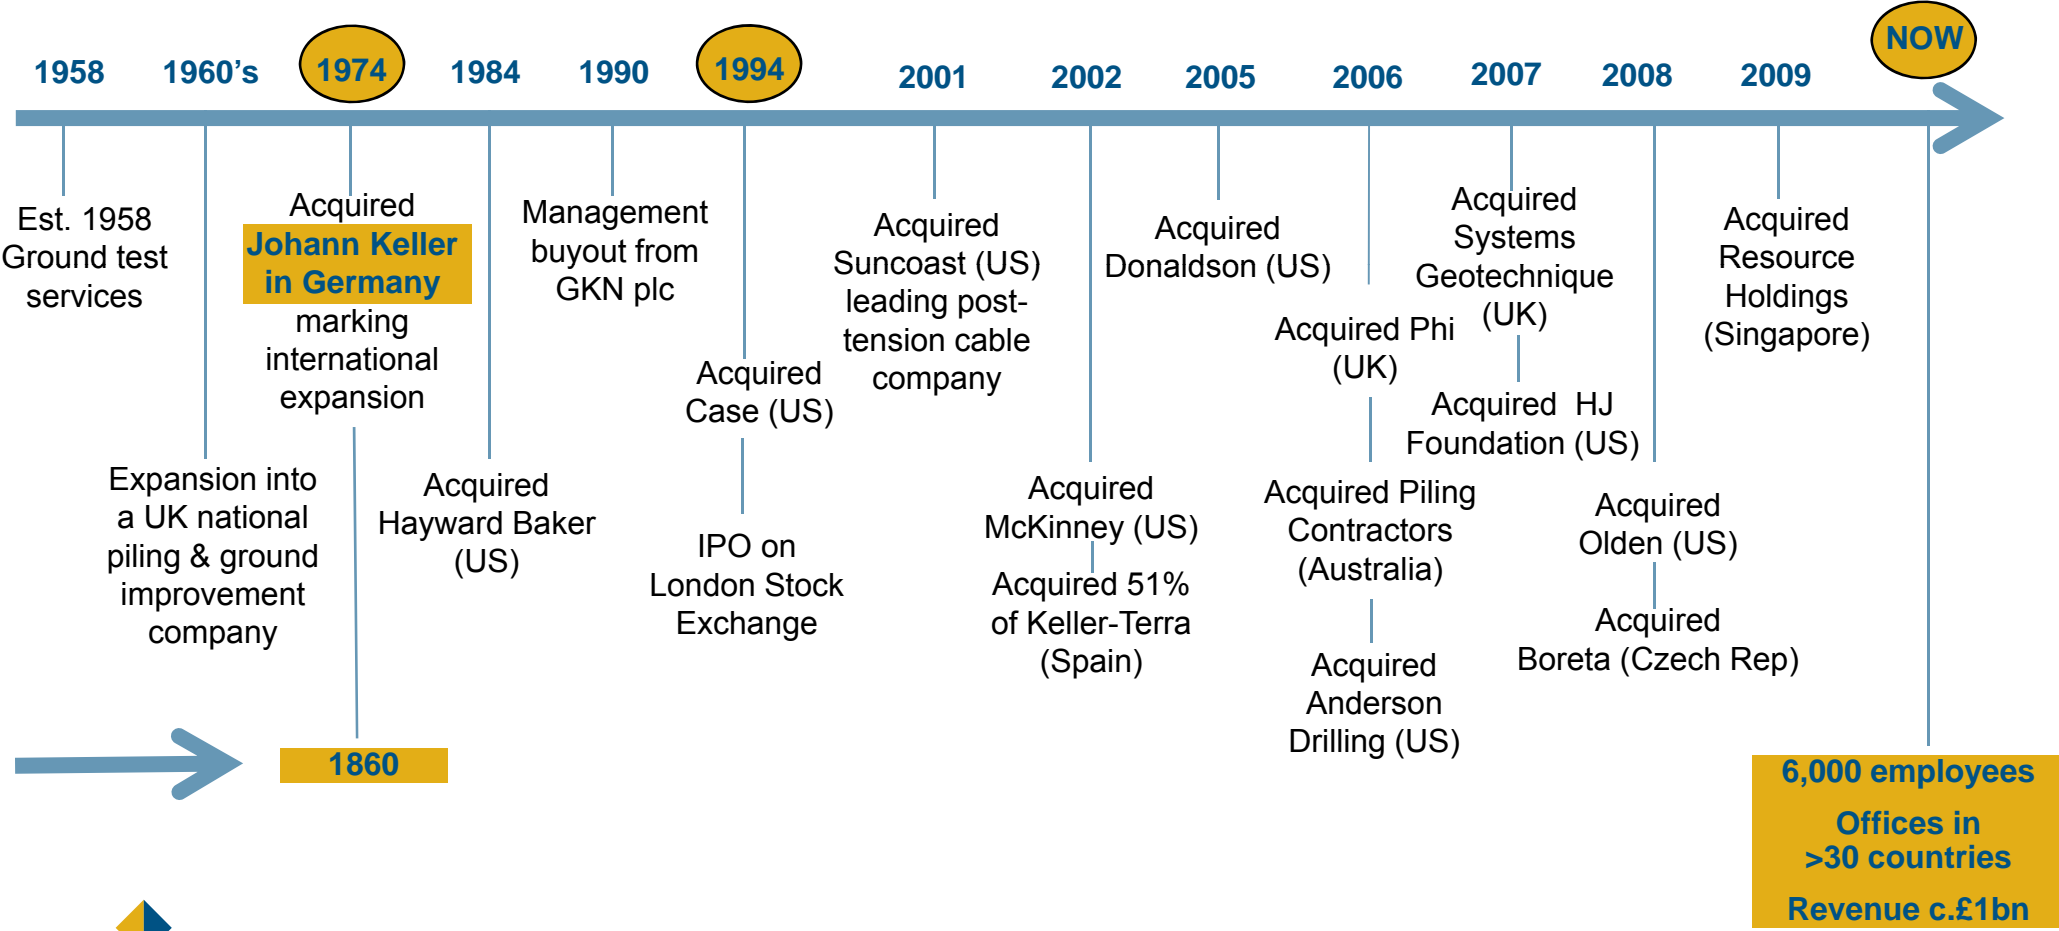 1958
1960’s
1974
1984
1990
1994
2001
2002
2005
2006
2007
2008
2009
NOW
Est. 1958
Ground test
services
Expansion into
a UK national
piling & ground
improvement
company
Acquired
Johann Keller
in Germany
marking
international
expansion
1860
Acquired
Hayward Baker
(US)
Management
buyout from
GKN plc
Acquired
Case (US)
IPO on
London Stock
Exchange
Acquired
Suncoast (US)
leading post-
tension cable
company
Acquired
McKinney (US)
Acquired 51%
of Keller-Terra
(Spain)
Acquired
Donaldson (US)
Acquired Phi
(UK)
Acquired Piling
Contractors
(Australia)
Acquired
Anderson
Drilling (US)
Acquired
Systems
Geotechnique
(UK)
Acquired  HJ
Foundation (US)
Acquired
Olden (US)
Acquired
Boreta (Czech Rep)
Acquired
Resource
Holdings
(Singapore)
6,000 employees
Offices in
>30 countries
Revenue c.£1bn